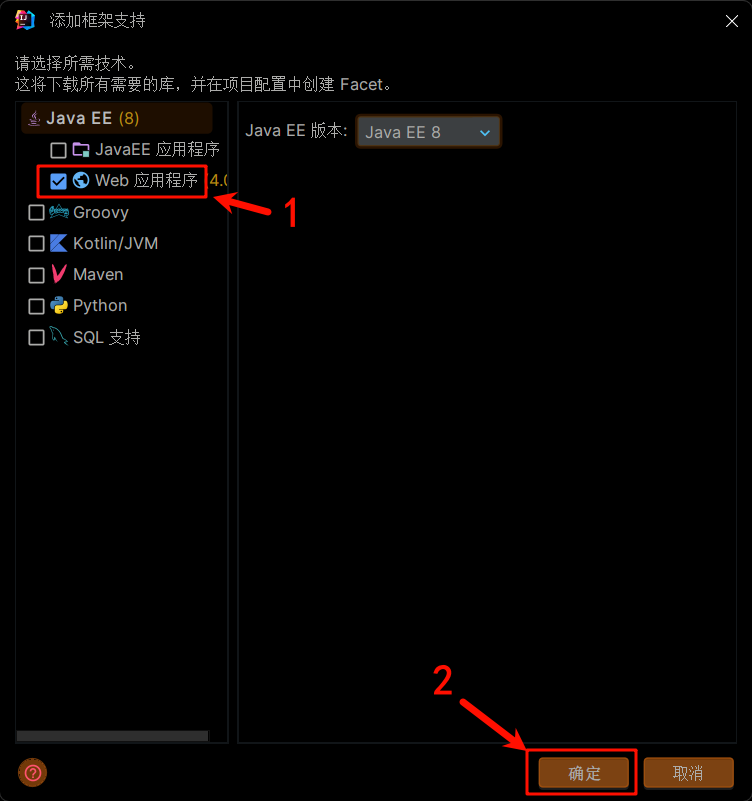 添加框架支持
请选择所需技术。
这将下载所有需要的库，并在项目配置中创建 Facet。
Java EE (8)
Java EE 版本: Java EE 8
JavaEE 应用程序
Web 应用程序 (4.0
1
Groovy
Kotlin/JVM
Maven
Python
SQL 支持
2
? 确定 取消